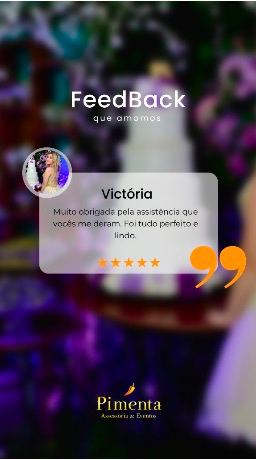 FeedBack
que amamos
Victória
Muito obrigada pela assistência que
vocês me deram. Foi tudo perfeito e
lindo.
Pimenta
Assessoria & Eventos